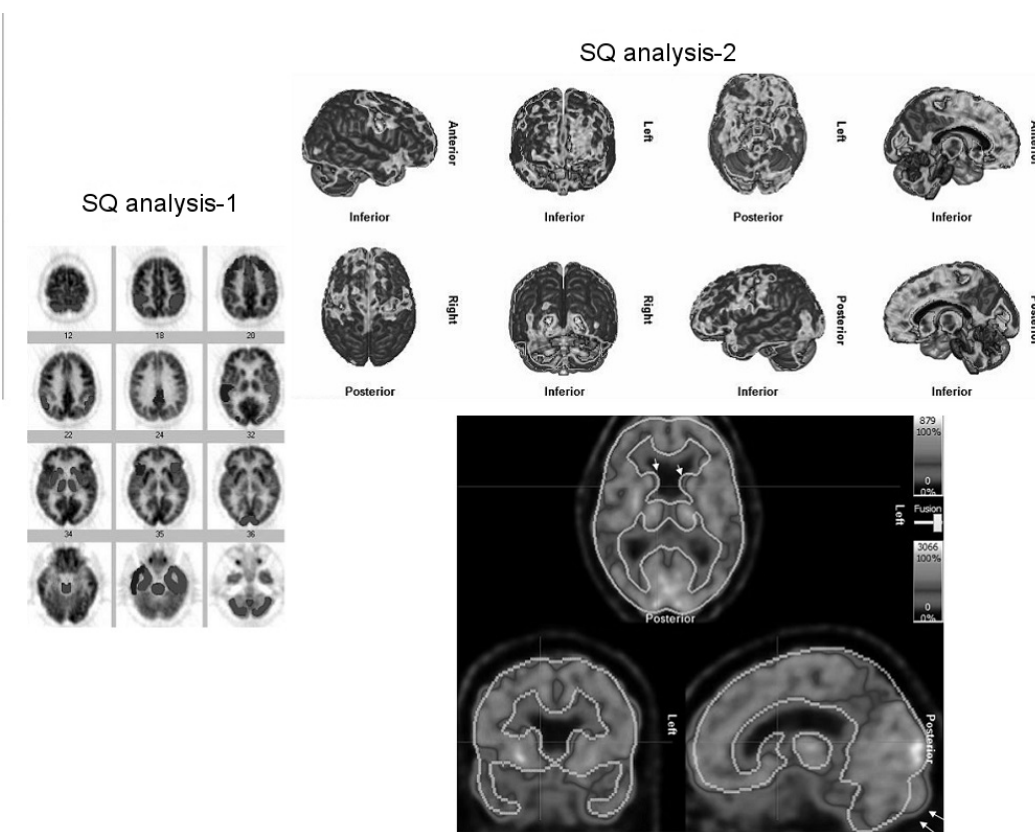 SQ analysis-2
Anterior
Left
Left
Anterior
Inferior
Inferior
Posterior
Inferior
SQ analysis-1
Right
Right
Posterior
Posterior
Posterior
Inferior
Inferior
Inferior
12
18
28
22
24
32
34
35
36
879
100%
0
0%
Left
Fusion
3066
100%
0
0%
Posterior
Left
Posterior